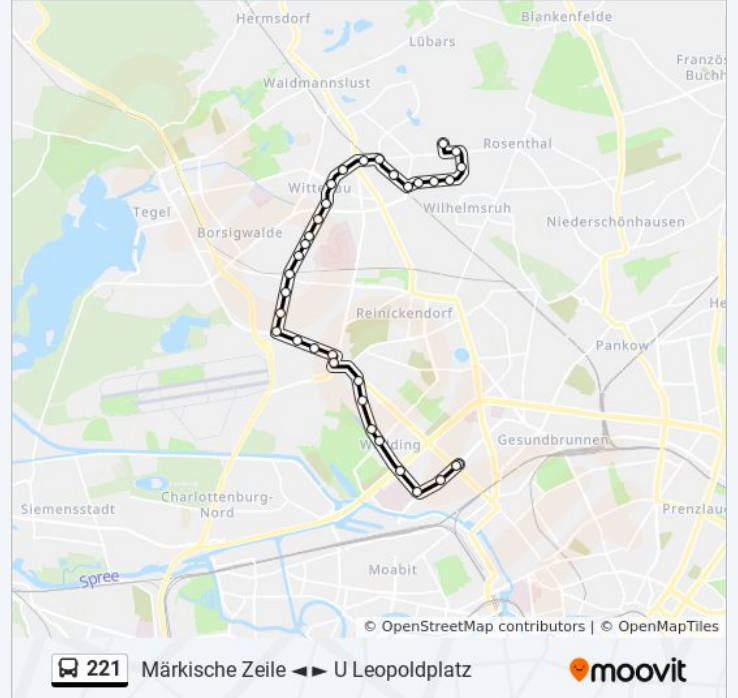 Hermsdorf
Blankenfelde
Lübars
Französ
Buchh
Waidmannslust
Rosenthal
Wittenau
Tegel
Wilhelmsruh
Niederschönhausen
Borsigwalde
He
Reinickendorf
Pankow
Wedding
Gesundbrunnen
Charlottenburg-
Nord
Siemensstadt
Prenzlau
Moabit
Spree
© OpenStreetMap contributors | © OpenMapTiles
221 Märkische Zeile ◄► U Leopoldplatz
moovit